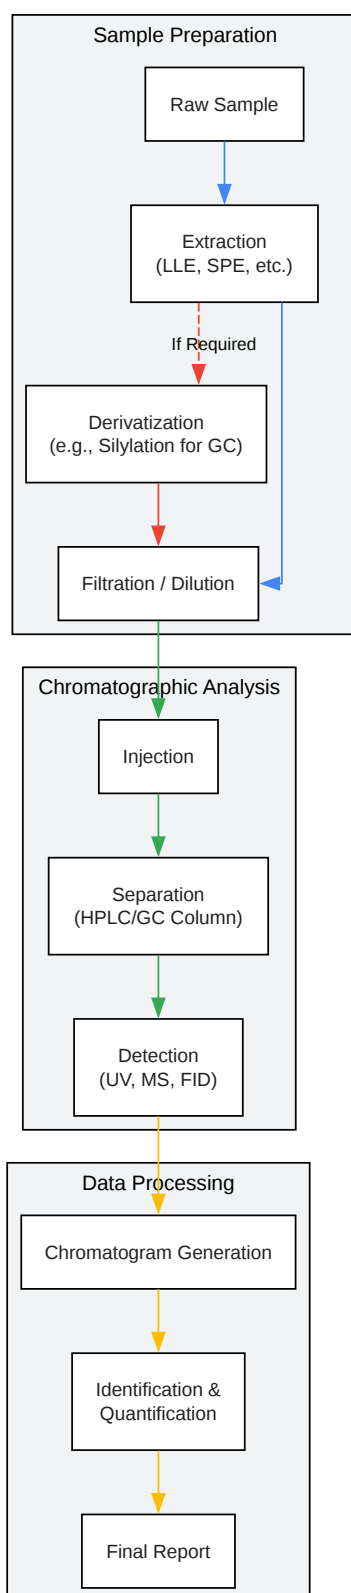 Sample Preparation
Raw Sample
Extraction
(LLE, SPE, etc.)
If Required
Derivatization
(e.g., Silylation for GC)
Filtration / Dilution
Chromatographic Analysis
Injection
Separation
(HPLC/GC Column)
Detection
(UV, MS, FID)
Data Processing
Chromatogram Generation
Identification &
Quantification
Final Report